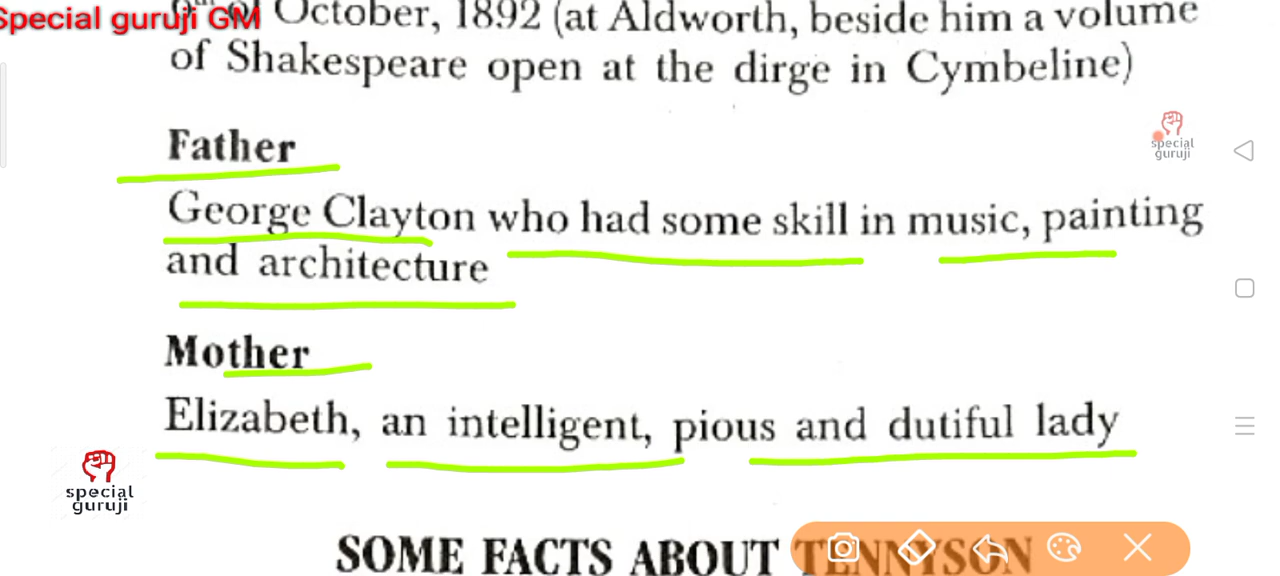 Special guruji GM
of October, 1892 (at Aldworth, beside him a volume
of Shakespeare open at the dirge in Cymbeline)
Father
special
guruji
George Clayton who had some skill in music, painting
and architecture
Mother
Elizabeth, an intelligent, pious and dutiful lady
special
guruji
SOME FACTS ABOUT TENNYSON